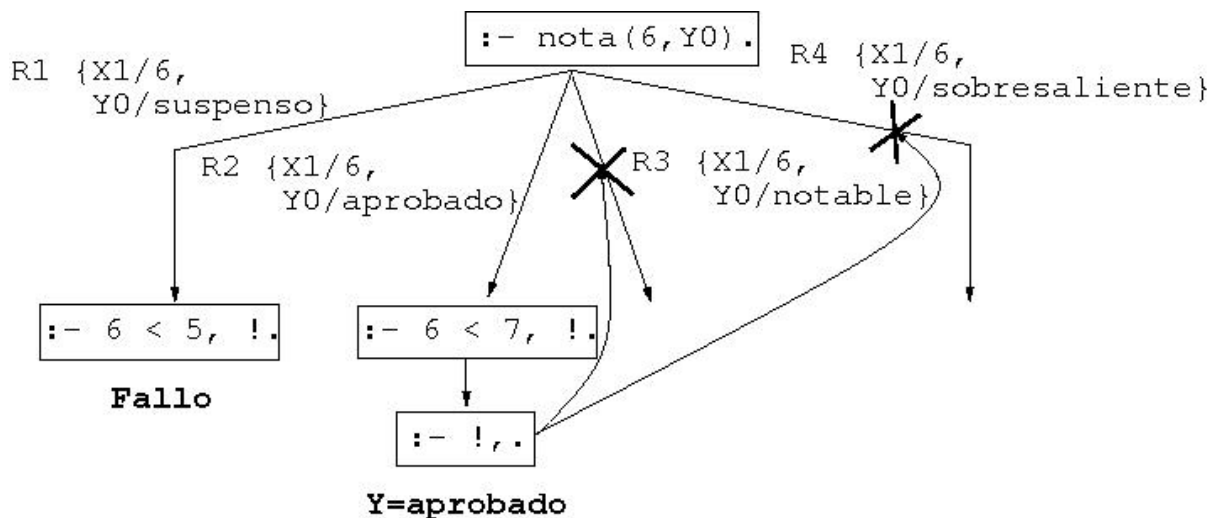 :- nota(6,Y0).
R1 {X1/6,
Y0/suspenso}
R2 {X1/6,
Y0/aprobado}
R3 {X1/6,
Y0/notable}
R4 {X1/6,
Y0/sobresaliente}
:- 6 < 5, !.
Fallo
:- 6 < 7, !.
:- !,.
Y=aprobado